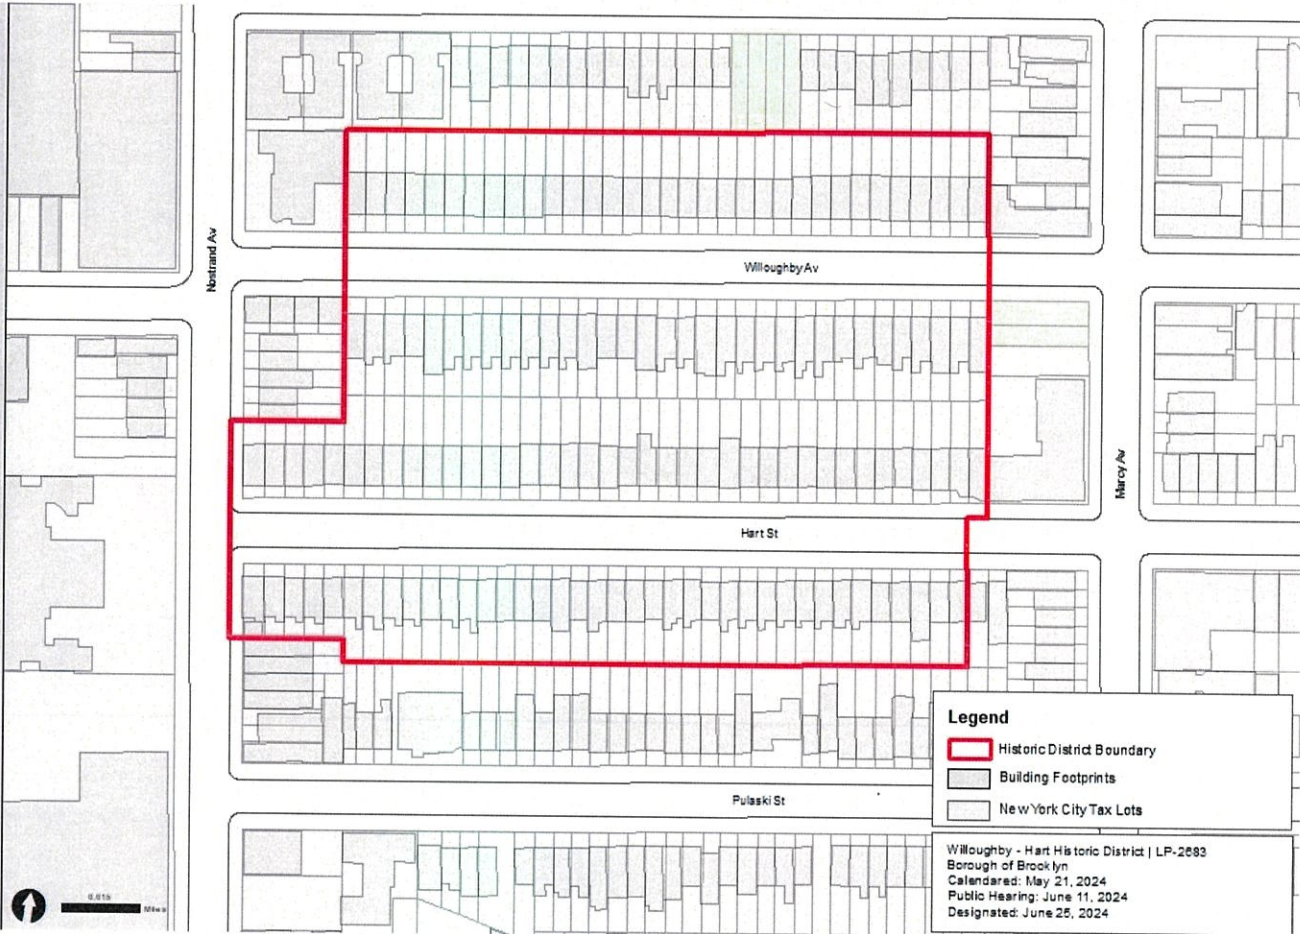 Nostrand Av
Willoughby Av
Marcy Av
Hart St
Pulaski St
Legend
Historic District Boundary
Building Footprints
New York City Tax Lots
Willoughby - Hart Historic District | LP-2683
Borough of Brooklyn
Calendared: May 21, 2024
Public Hearing: June 11, 2024
Designated: June 25, 2024
0.015
Miles